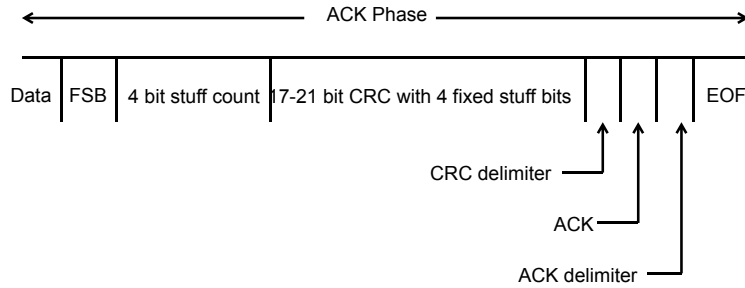 ACK Phase
Data FSB 4 bit stuff count 17-21 bit CRC with 4 fixed stuff bits EOF
CRC delimiter
ACK
ACK delimiter